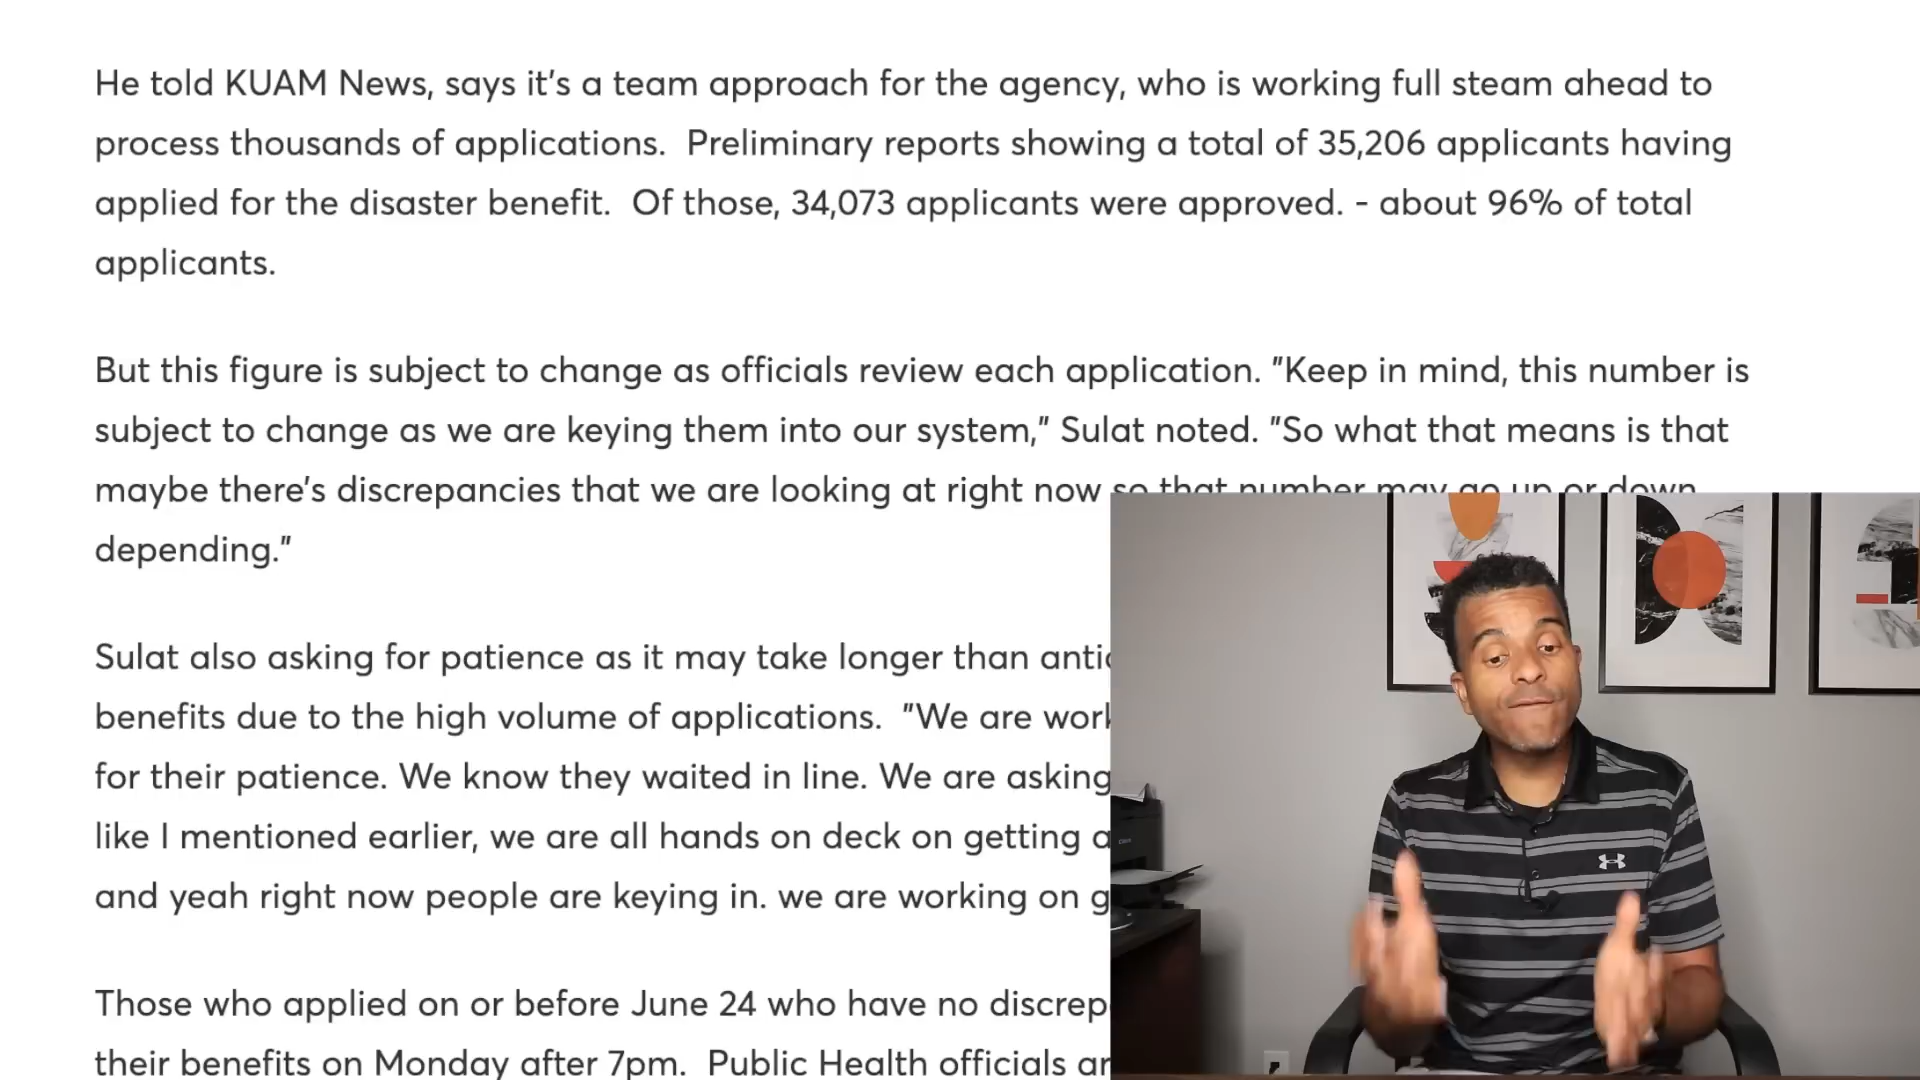 He told KUAM News, says it's a team approach for the agency, who is working full steam ahead to
process thousands of applications.  Preliminary reports showing a total of 35,206 applicants having
applied for the disaster benefit.  Of those, 34,073 applicants were approved. - about 96% of total
applicants.
But this figure is subject to change as officials review each application. "Keep in mind, this number is
subject to change as we are keying them into our system," Sulat noted. "So what that means is that
maybe there's discrepancies that we are looking at right now so that number may go up or down
depending."
Sulat also asking for patience as it may take longer than
benefits due to the high volume of applications.  "We are
for their patience. We know they waited in line. We are asking
like I mentioned earlier, we are all hands on deck on getting
and yeah right now people are keying in. we are working on
Those who applied on or before June 24 who have no
their benefits on Monday after 7pm.  Public Health officials